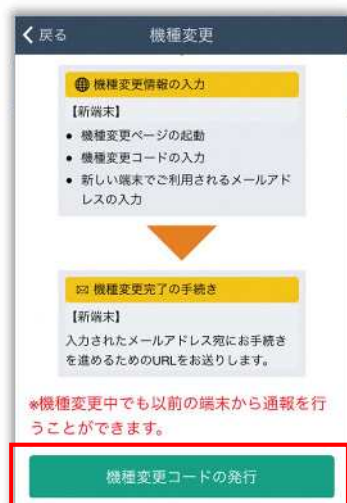 戻る 機種変更
機種変更情報の入力
【新端末】
● 機種変更ページの起動
● 機種変更コードの入力
● 新しい端末でご利用されるメールアド
レスの入力
機種変更完了の手続き
【新端末】
入力されたメールアドレス宛にお手続き
を進めるためのURLをお送りします。
※機種変更中でも以前の端末から通報を行
うことができます。
機種変更コードの発行